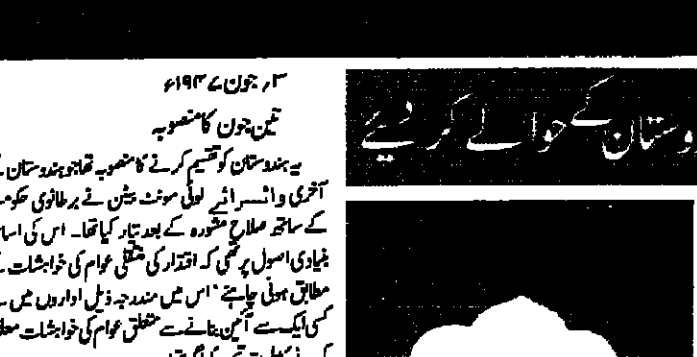 وستان کے حوالے کر دیئے
۳؍ جون ۱۹۴۷ء
تین جون کا منصوبہ
یہ ہندوستان کو تقسیم کرنے کا منصوبہ تھا جو ہندوستان کے
آخری وائسرائے لوئی مونٹ بیٹن نے برطانوی حکومت
کے ساتھ صلاح مشورہ کے بعد تیار کیا تھا۔ اس کی اساس
بنیادی اصول پر تھی کہ اقتدار کی منتقلی عوام کی خواہشات کے
مطابق ہونی چاہئے ' اس میں مندرجہ ذیل اداروں میں سے
کسی ایک سے آئین بنانے سے متعلق عوام کی خواہشات معلوم